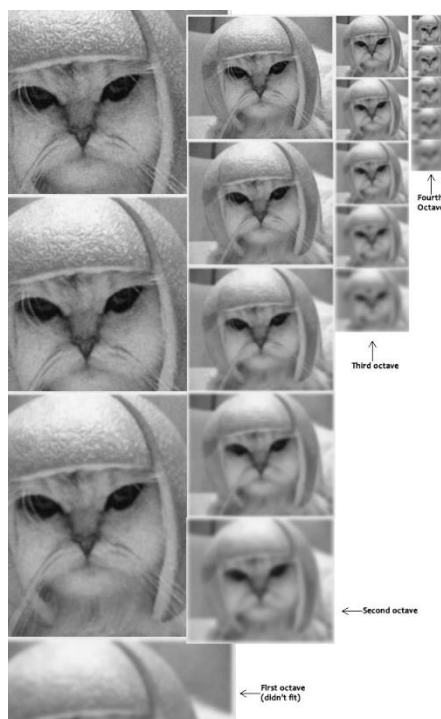 Fourth
Octave
Third octave
Second octave
First octave
(didn't fit)